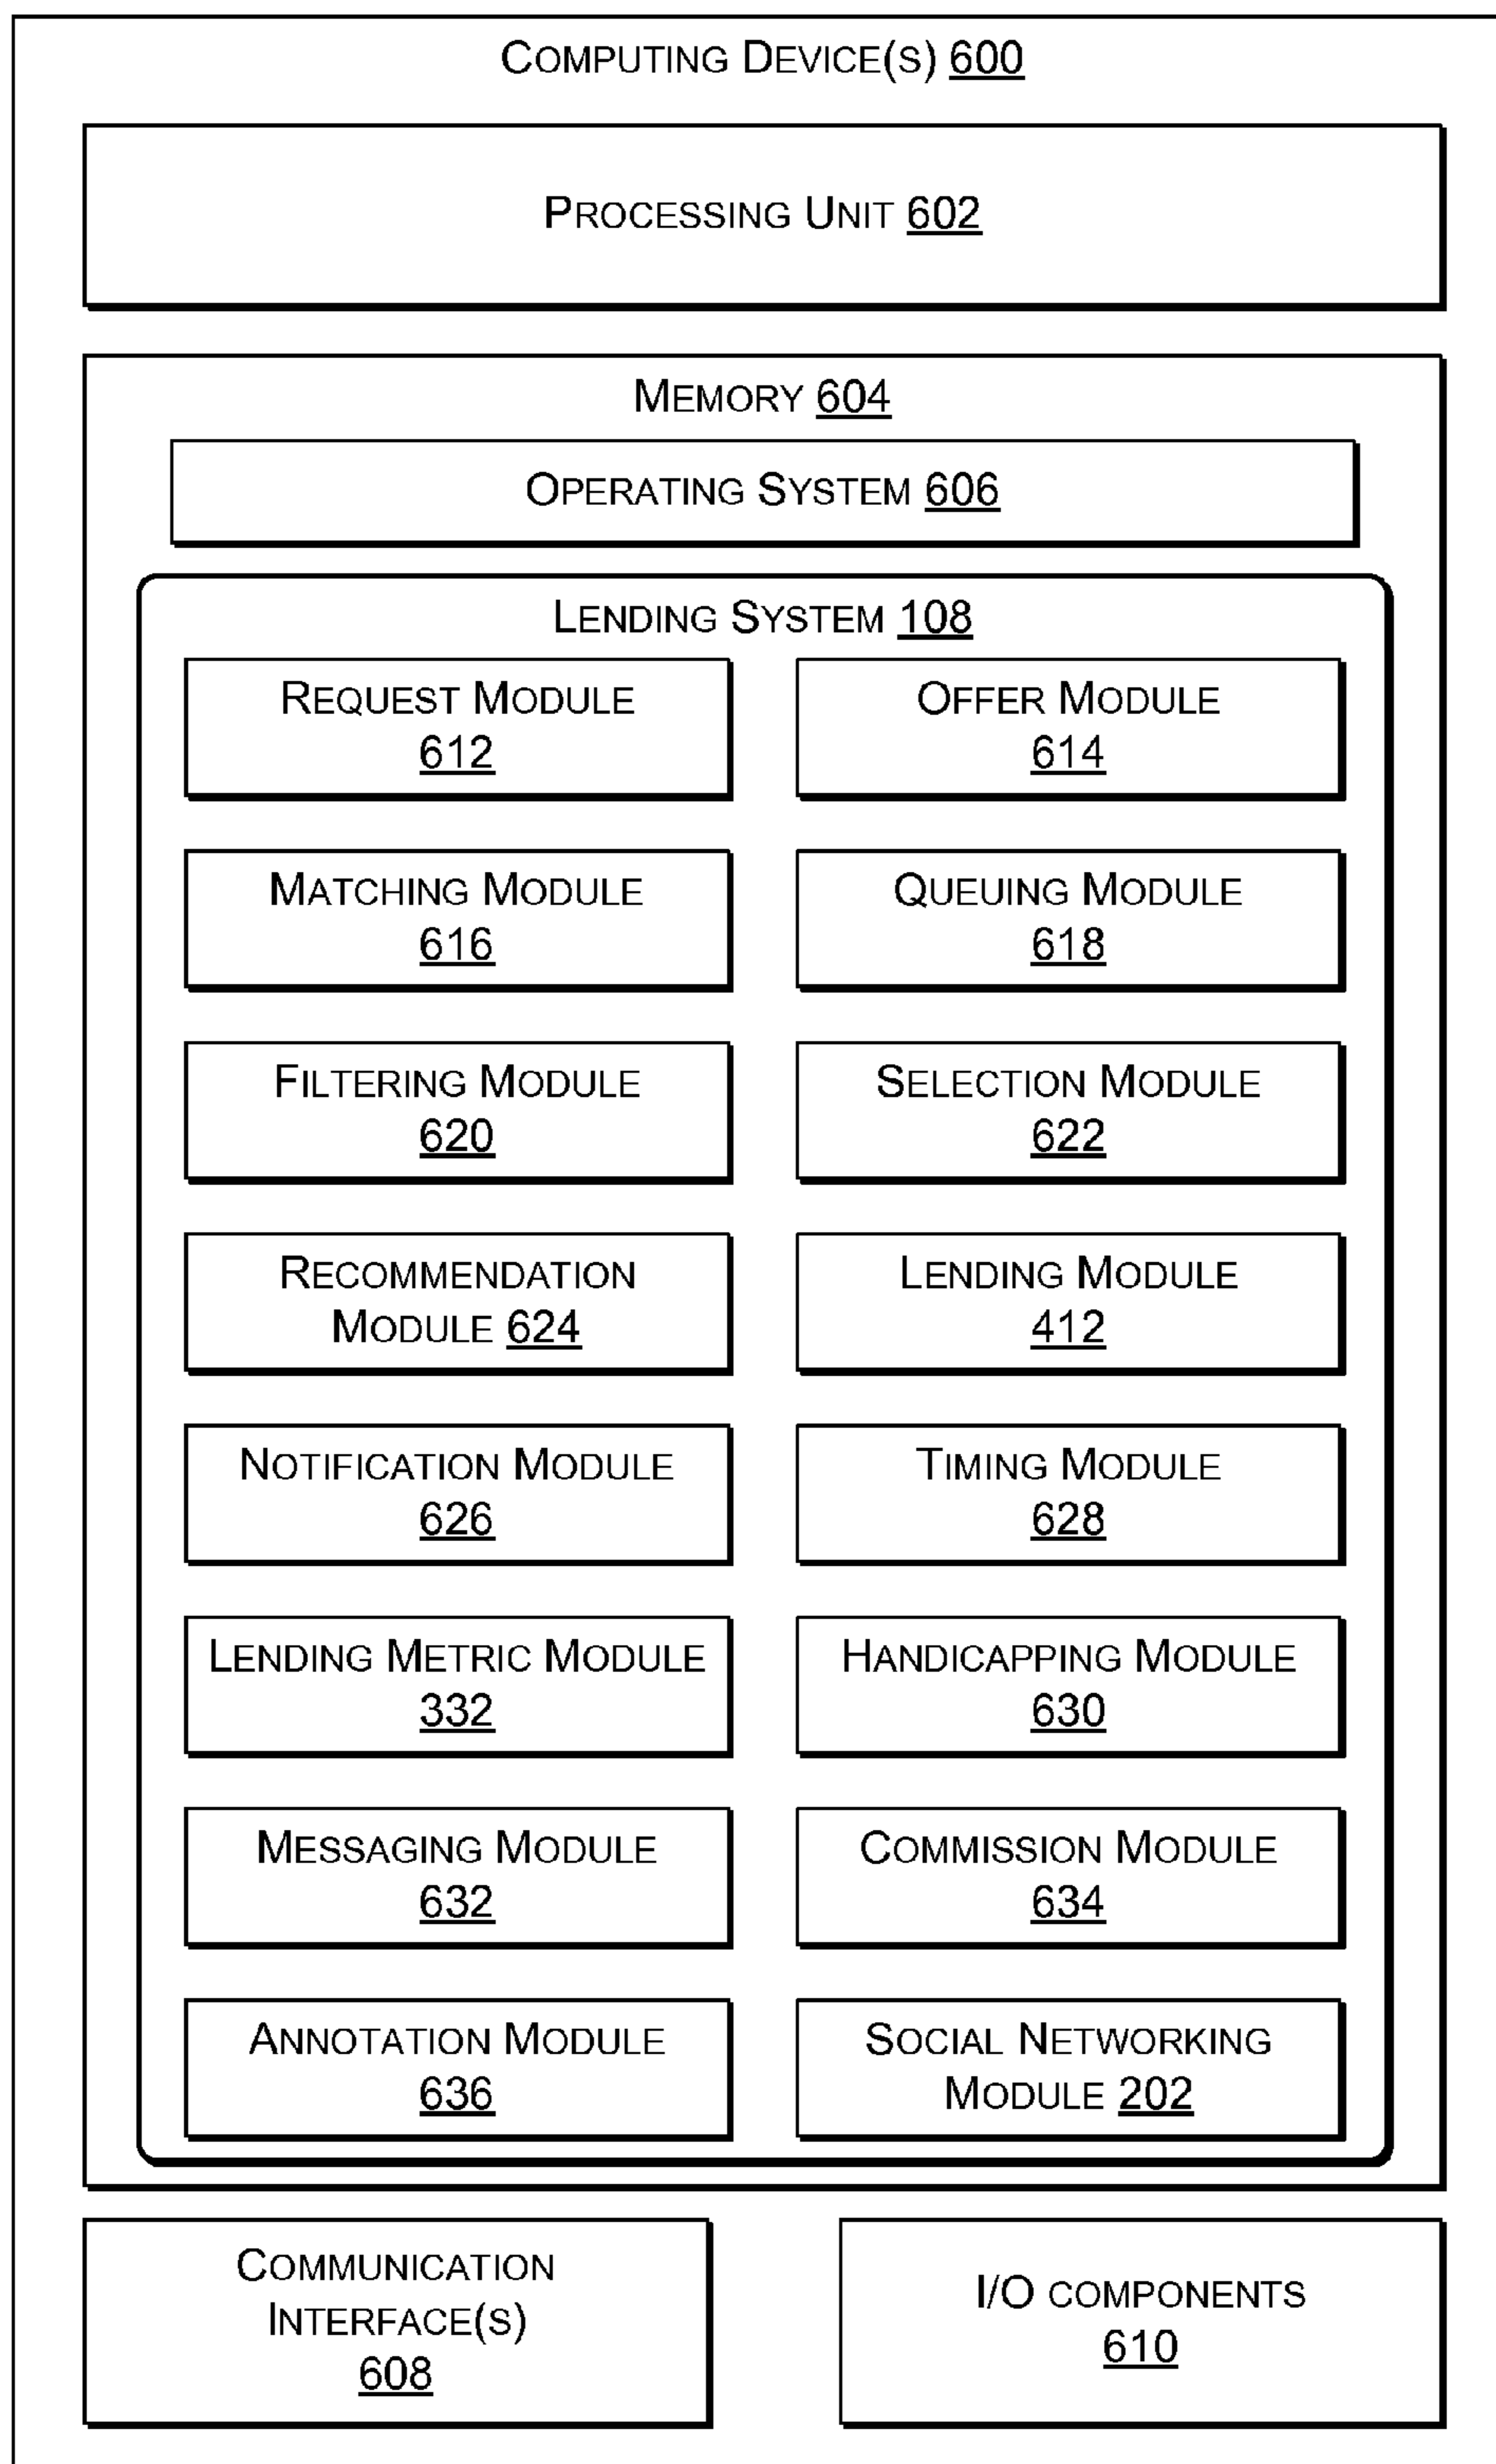 COMPUTING DEVICE(S) 600
PROCESSING UNIT 602
MEMORY 604
OPERATING SYSTEM 606
LENDING SYSTEM 108
REQUEST MODULE
612
OFFER MODULE
614
MATCHING MODULE
616
QUEUING MODULE
618
FILTERING MODULE
620
SELECTION MODULE
622
RECOMMENDATION
MODULE 624
LENDING MODULE
412
NOTIFICATION MODULE
626
TIMING MODULE
628
LENDING METRIC MODULE
332
HANDICAPPING MODULE
630
MESSAGING MODULE
632
COMMISSION MODULE
634
ANNOTATION MODULE
636
SOCIAL NETWORKING
MODULE 202
COMMUNICATION
INTERFACE(S)
608
I/O COMPONENTS
610